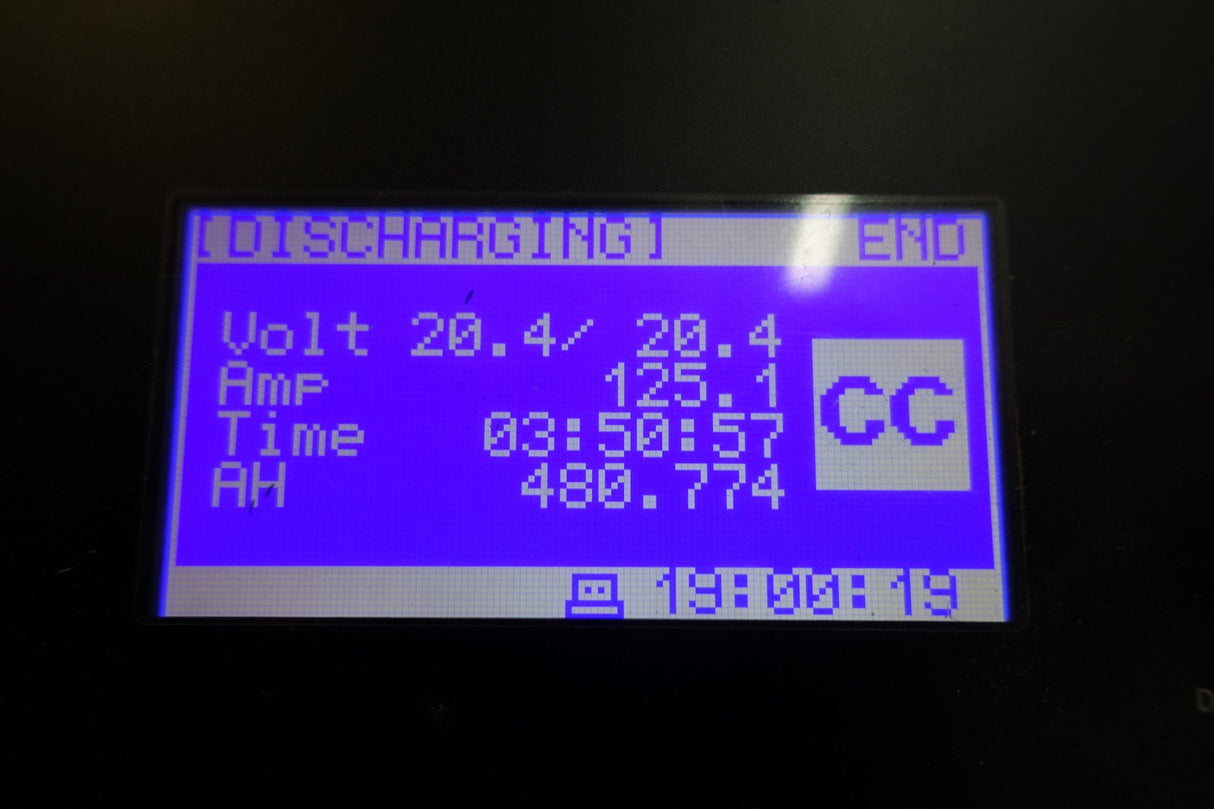 [DISCHARGING] END
Volt 20.4/ 20.4
Amp 125.1
Time 03:50:57
AH 480.774
CC
19:00:19